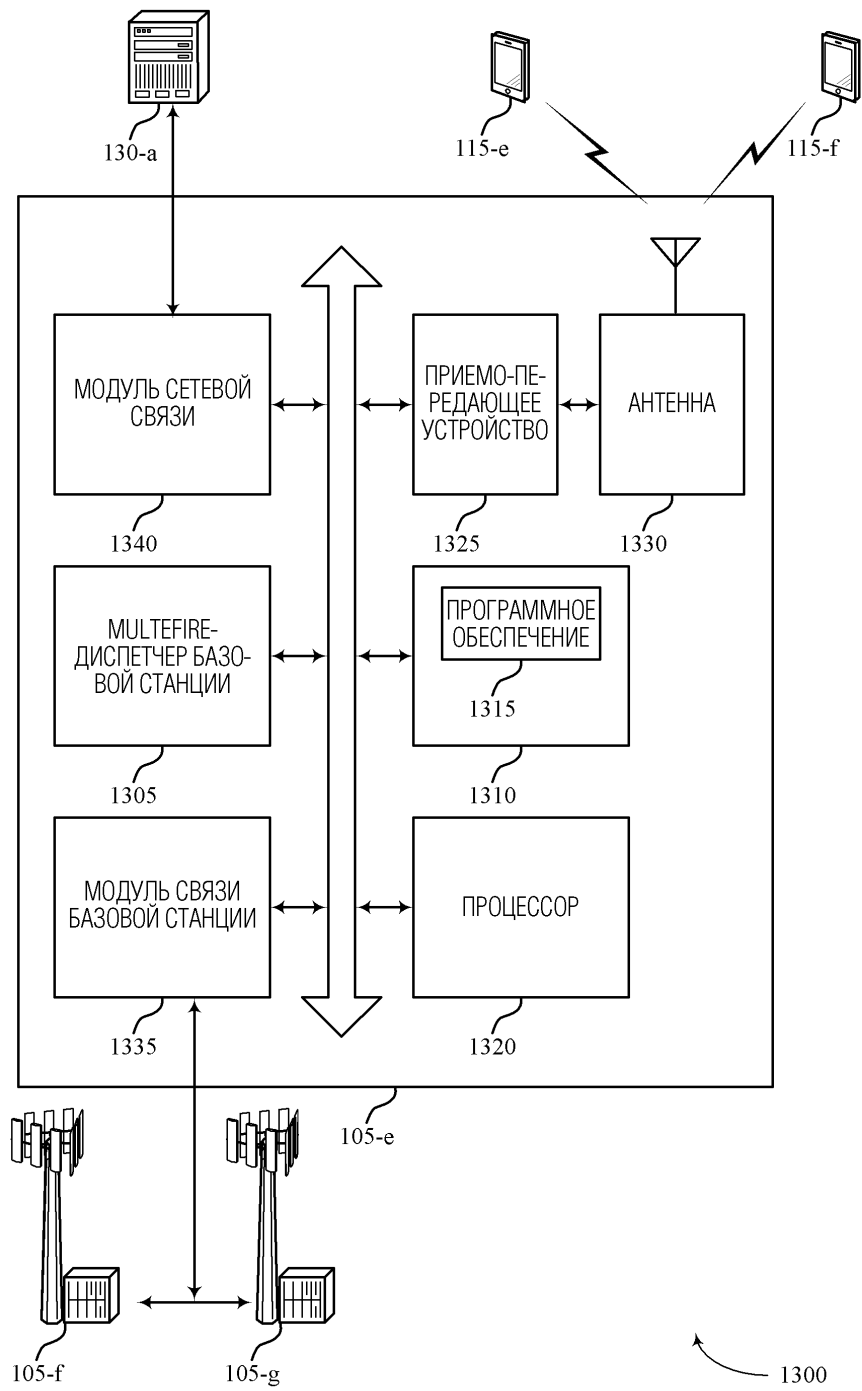 130-a
115-e
115-f
МОДУЛЬ СЕТЕВОЙ
СВЯЗИ
1340
ПРИЕМО-ПЕ-
РЕДАЮЩЕЕ
УСТРОЙСТВО
1325
АНТЕННА
1330
MULTEFIRE-
ДИСПЕТЧЕР БАЗО-
ВОЙ СТАНЦИИ
1305
ПРОГРАММНОЕ
ОБЕСПЕЧЕНИЕ
1315
1310
МОДУЛЬ СВЯЗИ
БАЗОВОЙ СТАНЦИИ
1335
ПРОЦЕССОР
1320
105-e
105-f
105-g
1300